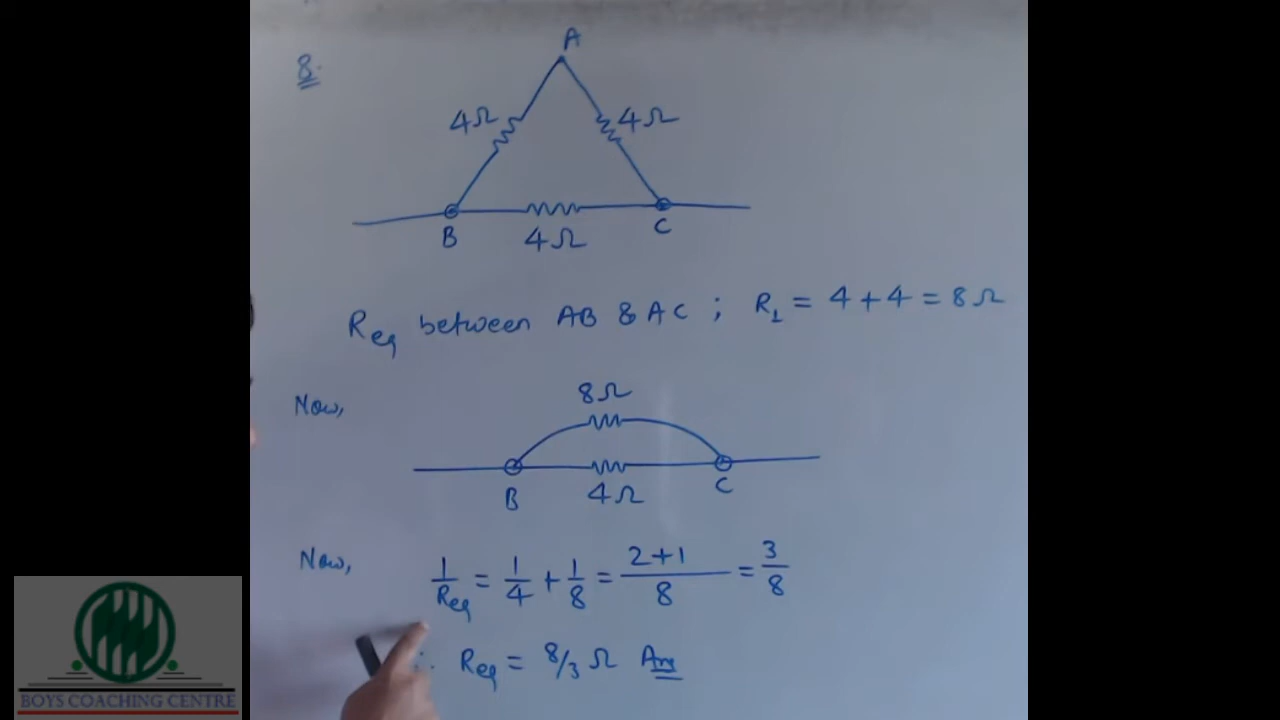 8.
A
4Ω 4Ω
B 4Ω C
Req between AB & AC ; R1 = 4 + 4 = 8 Ω
Now,
8Ω
B 4Ω C
Now, 1/Req = 1/4 + 1/8 = 2+1/8 = 3/8
∴ Req = 8/3 Ω Ans
BOYS COACHING CENTRE